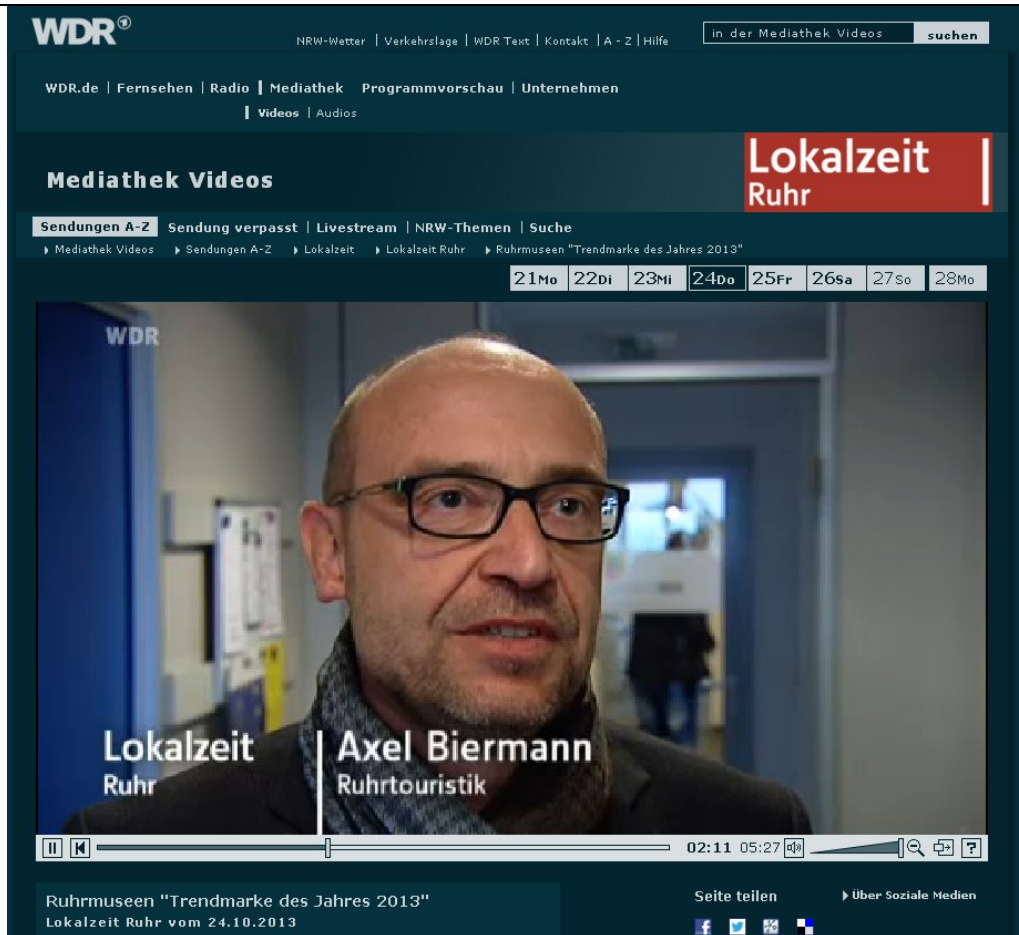 WDR®
NRW-Wetter | Verkehrslage | WDR Text | Kontakt | A - Z | Hilfe
in der Mediathek Videos suchen
WDR.de | Fernsehen | Radio | Mediathek Programmvorschau | Unternehmen
Videos | Audios
Lokalzeit
Ruhr
Mediathek Videos
Sendungen A-Z Sendung verpasst | Livestream | NRW-Themen | Suche
Mediathek Videos Sendungen A-Z Lokalzeit Lokalzeit Ruhr Ruhrmuseen "Trendmarke des Jahres 2013"
21Mo 22Di 23Mi 24Do 25Fr 26Sa 27So 28Mo
WDR
Lokalzeit
Ruhr
Axel Biermann
Ruhrtouristik
02:11 05:27 ?
Ruhrmuseen "Trendmarke des Jahres 2013"
Lokalzeit Ruhr vom 24.10.2013
Seite teilen
Über Soziale Medien